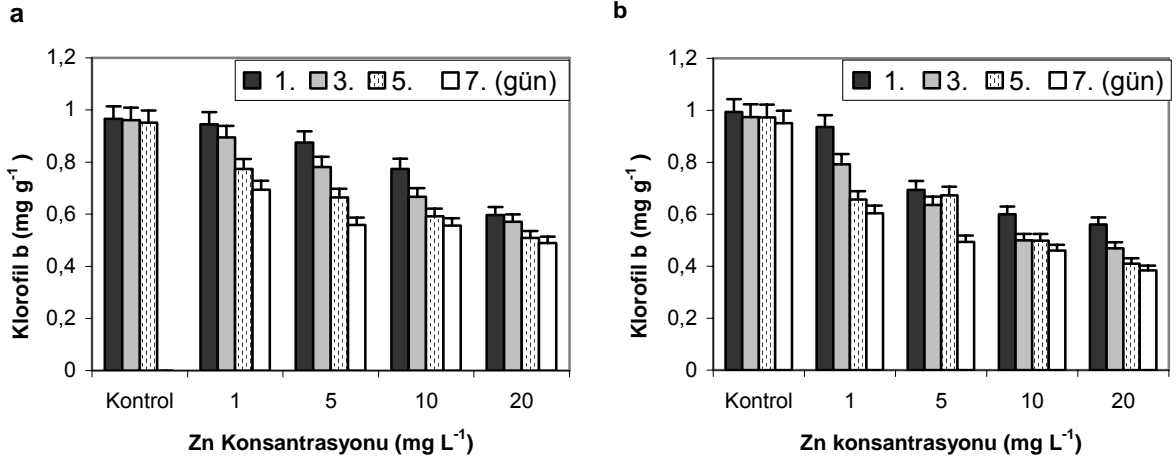 a
1,2
1
0,8
0,6
0,4
0,2
0
Klorofil b (mg g⁻¹ )
1. 3. 5. 7. (gün)
Kontrol 1 5 10 20
Zn Konsantrasyonu (mg L⁻¹)
b
1,2
1
0,8
0,6
0,4
0,2
0
Klorofil b (mg g⁻¹ )
1. 3. 5. 7. (gün)
Kontrol 1 5 10 20
Zn konsantrasyonu (mg L⁻¹)